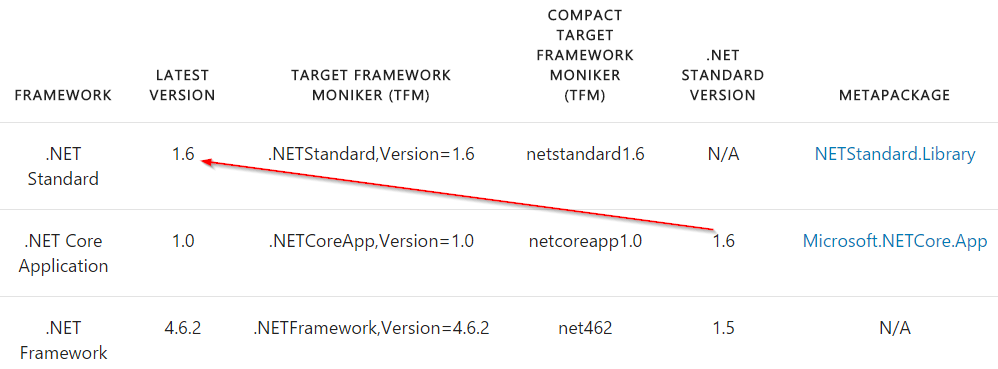 FRAMEWORK
LATEST
VERSION
TARGET FRAMEWORK
MONIKER (TFM)
COMPACT
TARGET
FRAMEWORK
MONIKER
(TFM)
.NET
STANDARD
VERSION
METAPACKAGE
.NET
Standard
1.6
.NETStandard,Version=1.6
netstandard1.6
N/A
NETStandard.Library
.NET Core
Application
1.0
.NETCoreApp,Version=1.0
netcoreapp1.0
1.6
Microsoft.NETCore.App
.NET
Framework
4.6.2
.NETFramework,Version=4.6.2
net462
1.5
N/A